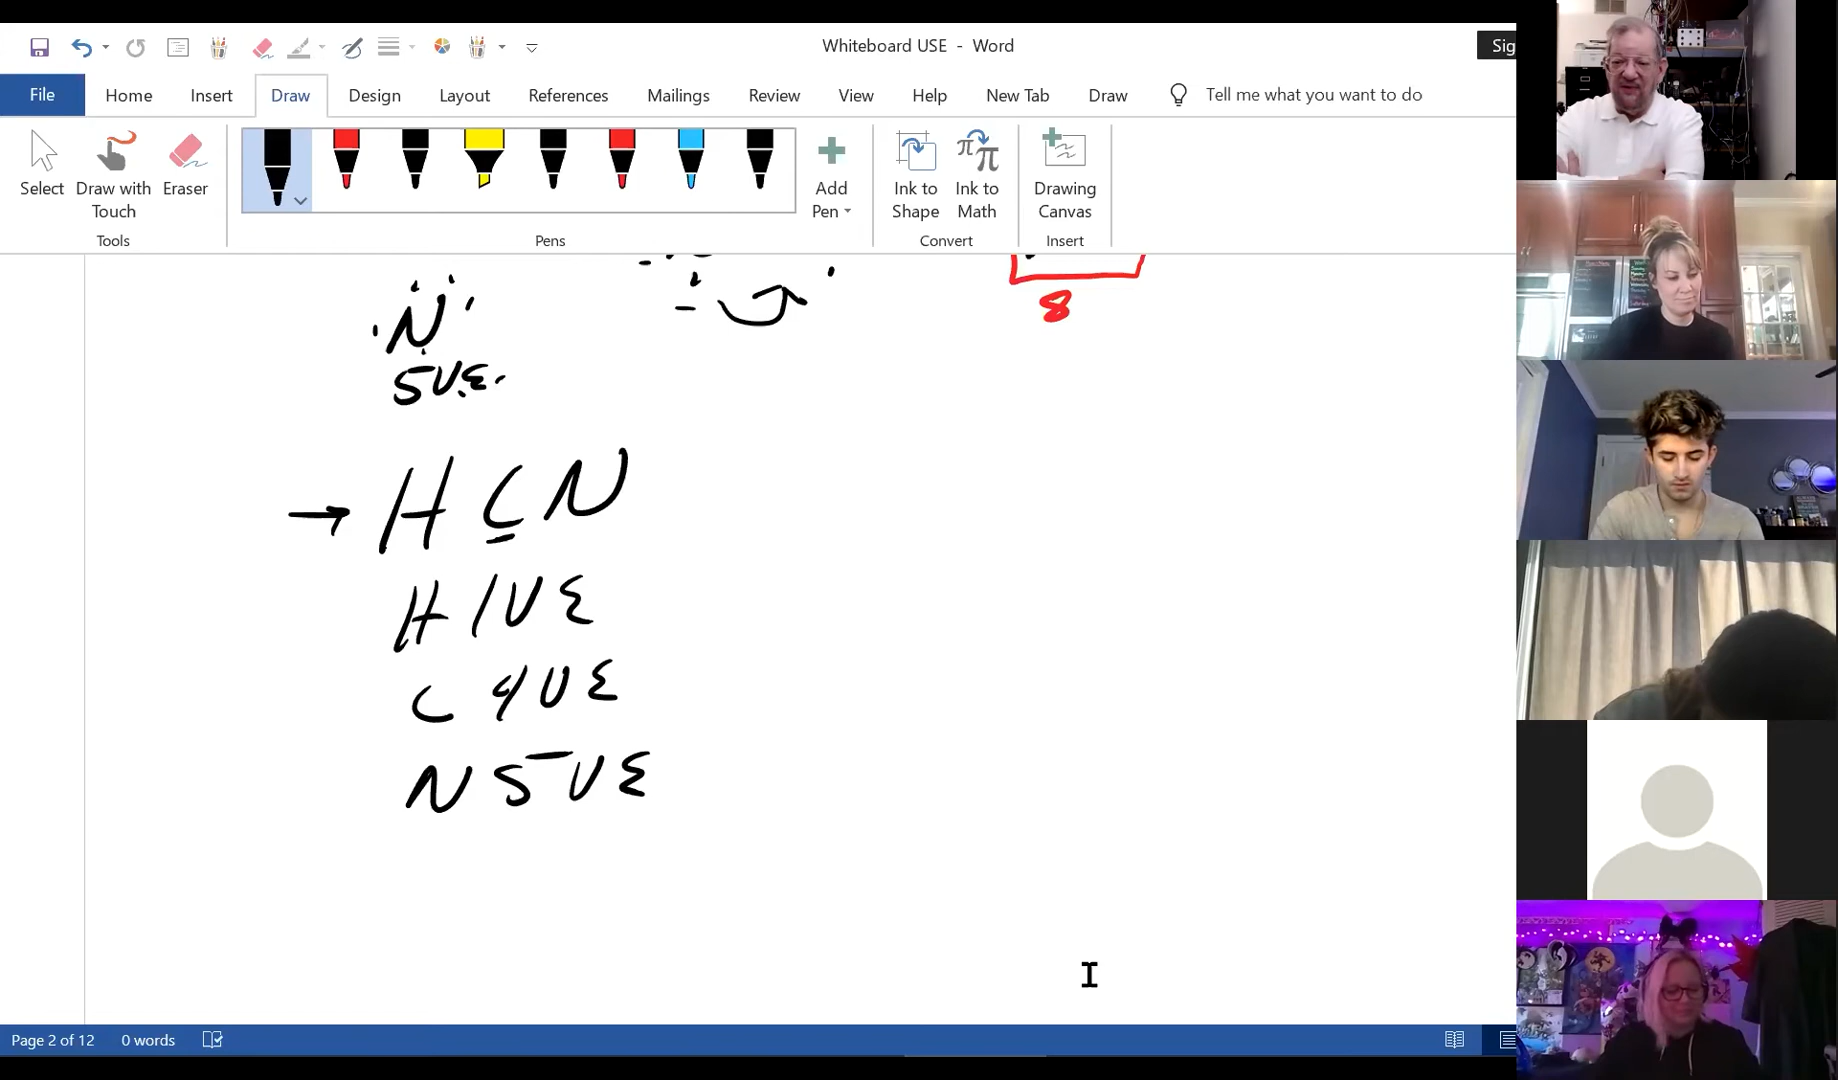 Whiteboard USE - Word
Sig
File Home Insert Draw Design Layout References Mailings Review View Help New Tab Draw Tell me what you want to do
Select Draw with Touch Eraser Add Pen Ink to Shape Ink to Math Drawing Canvas
Tools Pens Convert Insert
8
N
5VE
→ HCN
H 1VE
C 4VE
N 5VE
Page 2 of 12 0 words